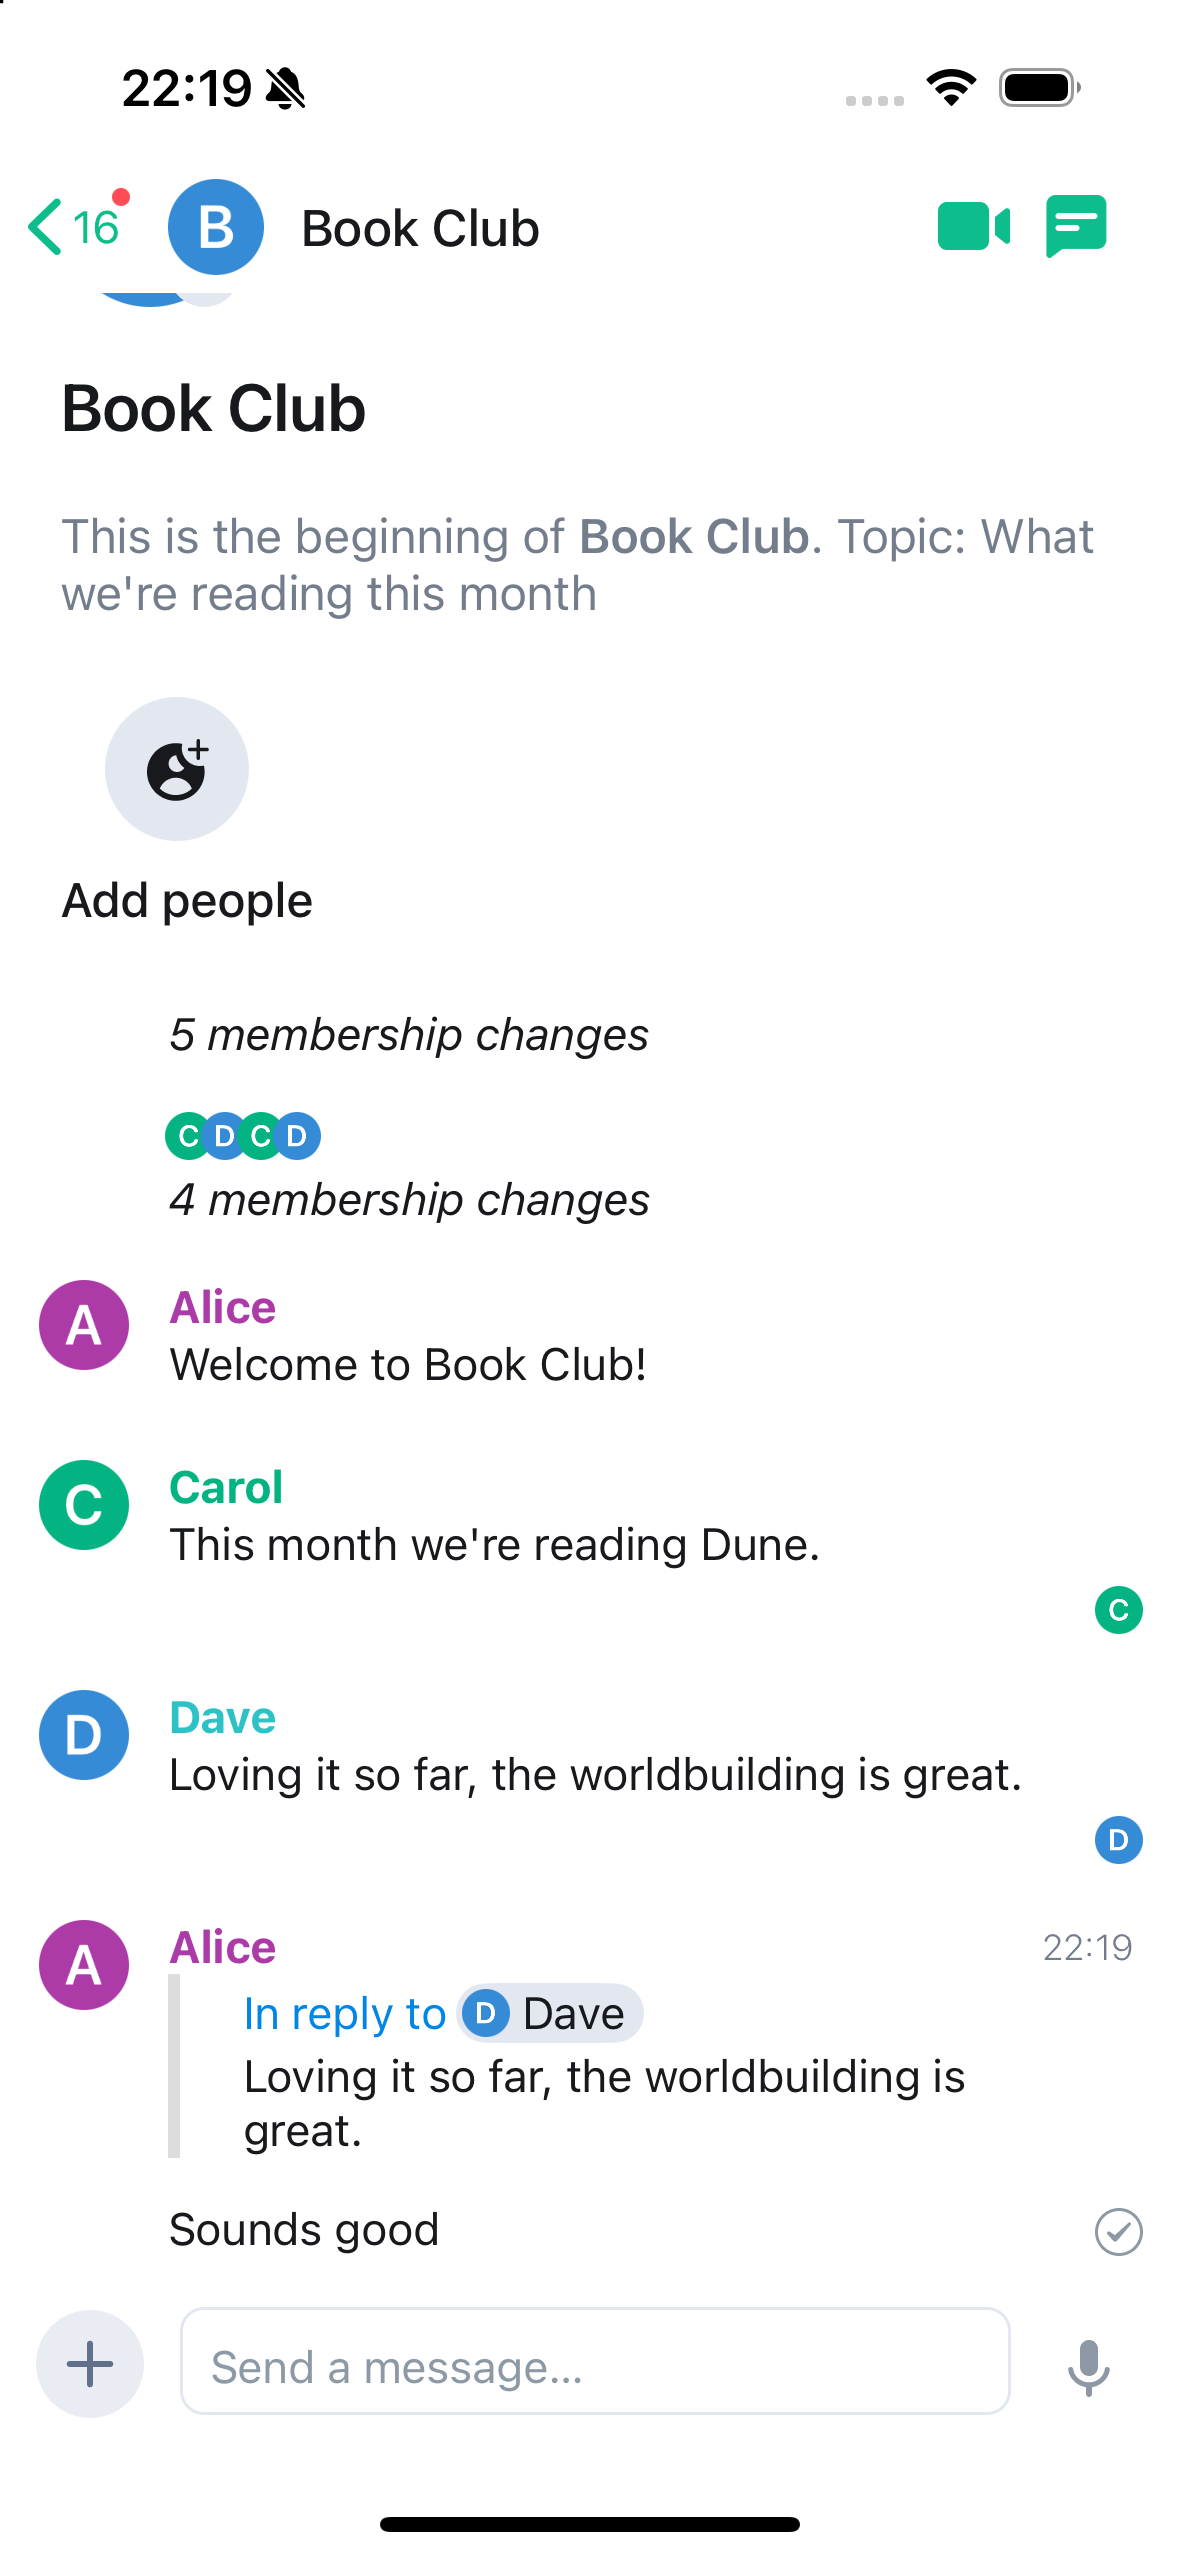 22:19
16
B
Book Club
Book Club
This is the beginning of Book Club. Topic: What
we're reading this month
Add people
5 membership changes
C D C D
4 membership changes
A
Alice
Welcome to Book Club!
C
Carol
This month we're reading Dune.
C
D
Dave
Loving it so far, the worldbuilding is great.
D
A
Alice
22:19
In reply to D Dave
Loving it so far, the worldbuilding is
great.
Sounds good
Send a message...